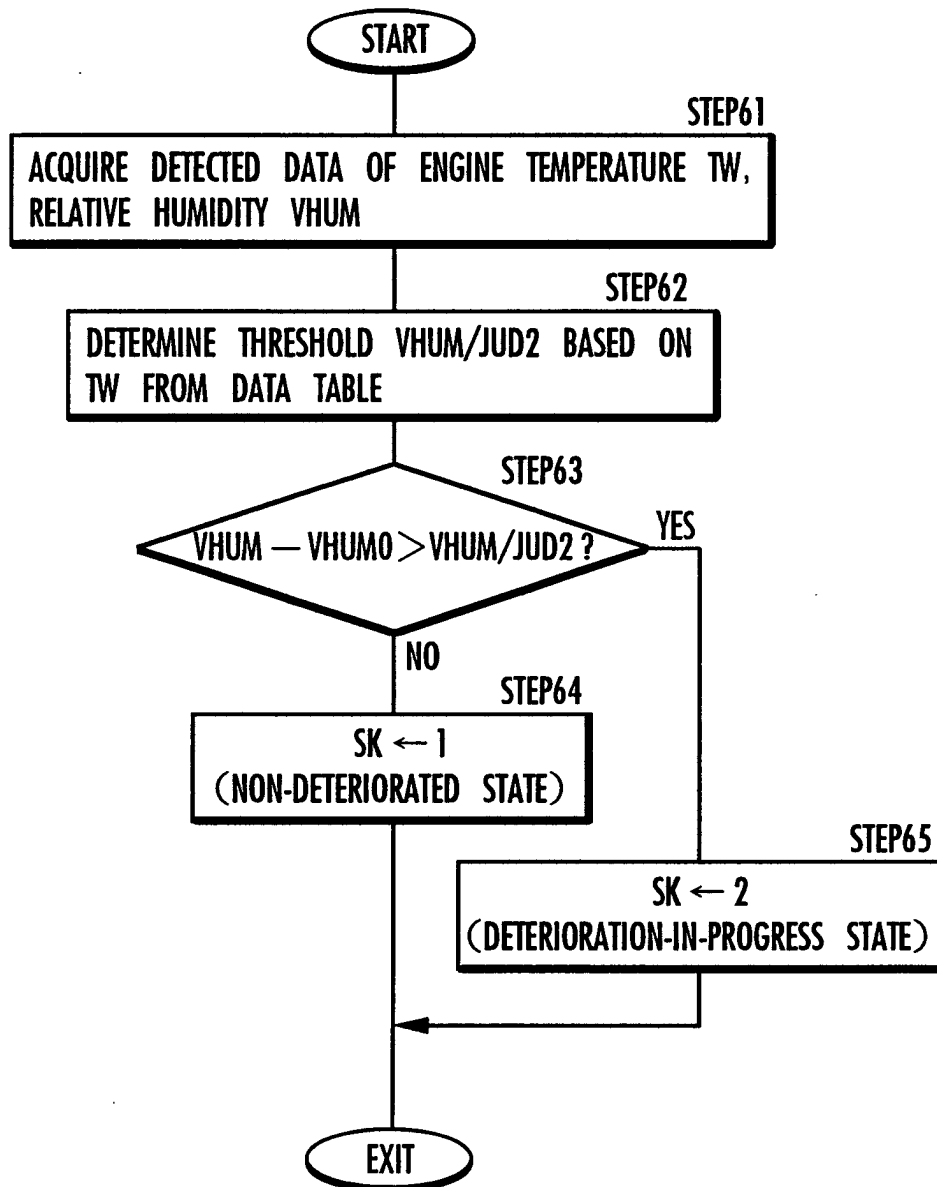 START
STEP61
ACQUIRE DETECTED DATA OF ENGINE TEMPERATURE TW,
RELATIVE HUMIDITY VHUM
STEP62
DETERMINE THRESHOLD VHUM/JUD2 BASED ON
TW FROM DATA TABLE
STEP63
VHUM — VHUM0 > VHUM/JUD2 ?
YES
NO
STEP64
SK ← 1
(NON-DETERIORATED STATE)
STEP65
SK ← 2
(DETERIORATION-IN-PROGRESS STATE)
EXIT